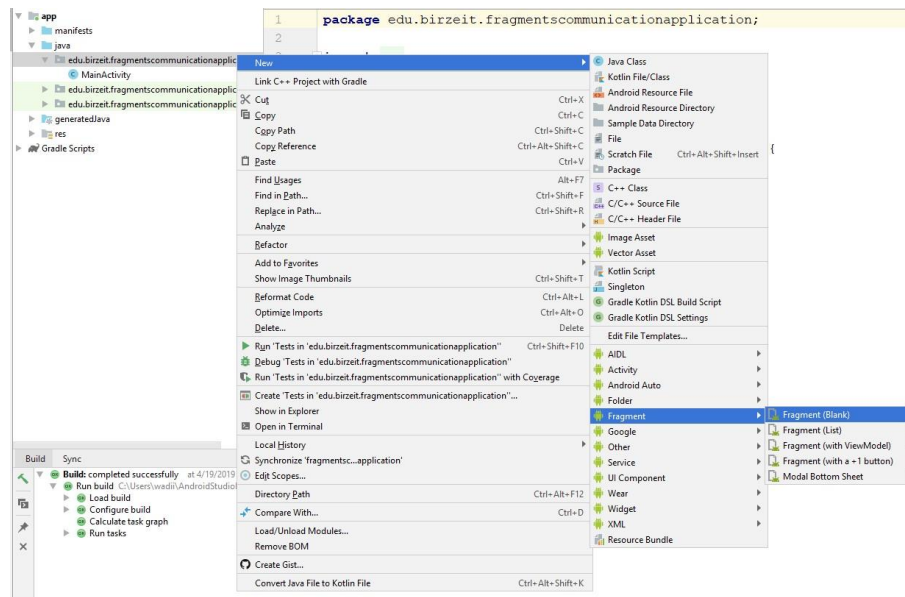 app
manifests
java
edu.birzeit.fragmentscommunicationapplic
MainActivity
edu.birzeit.fragmentscommunicationapplic
edu.birzeit.fragmentscommunicationapplic
generatedJava
res
Gradle Scripts
1 package edu.birzeit.fragmentscommunicationapplication;
2
{
New
Link C++ Project with Gradle
Cut Ctrl+X
Copy Ctrl+C
Copy Path Ctrl+Shift+C
Copy Reference Ctrl+Alt+Shift+C
Paste Ctrl+V
Find Usages Alt+F7
Find in Path... Ctrl+Shift+F
Replace in Path... Ctrl+Shift+R
Analyze
Refactor
Add to Favorites
Show Image Thumbnails Ctrl+Shift+T
Reformat Code Ctrl+Alt+L
Optimize Imports Ctrl+Alt+O
Delete... Delete
Run 'Tests in 'edu.birzeit.fragmentscommunicationapplication'' Ctrl+Shift+F10
Debug 'Tests in 'edu.birzeit.fragmentscommunicationapplication''
Run 'Tests in 'edu.birzeit.fragmentscommunicationapplication'' with Coverage
Create 'Tests in 'edu.birzeit.fragmentscommunicationapplication''...
Show in Explorer
Open in Terminal
Local History
Synchronize 'fragmentsc...application'
Edit Scopes...
Directory Path Ctrl+Alt+F12
Compare With... Ctrl+D
Load/Unload Modules...
Remove BOM
Create Gist...
Convert Java File to Kotlin File Ctrl+Alt+Shift+K
Java Class
Kotlin File/Class
Android Resource File
Android Resource Directory
Sample Data Directory
File
Scratch File Ctrl+Alt+Shift+Insert
Package
C++ Class
C/C++ Source File
C/C++ Header File
Image Asset
Vector Asset
Kotlin Script
Singleton
Gradle Kotlin DSL Build Script
Gradle Kotlin DSL Settings
Edit File Templates...
AIDL
Activity
Android Auto
Folder
Fragment
Google
Other
Service
UI Component
Wear
Widget
XML
Resource Bundle
Fragment (Blank)
Fragment (List)
Fragment (with ViewModel)
Fragment (with a +1 button)
Modal Bottom Sheet
Build Sync
Build: completed successfully at 4/19/2019
Run build C:\Users\wadii\AndroidStudio
Load build
Configure build
Calculate task graph
Run tasks